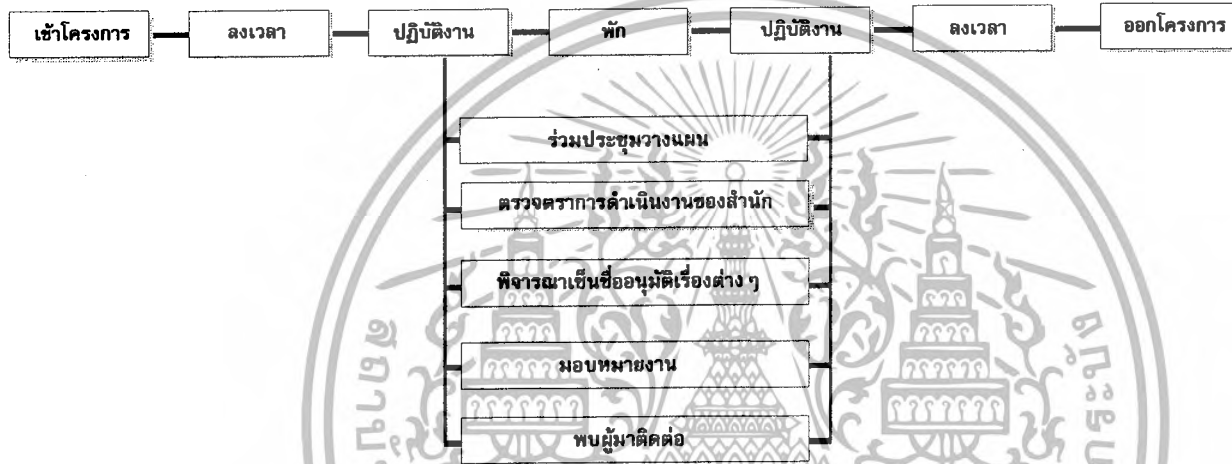 เข้าโครงการ
ลงเวลา
ปฏิบัติงาน
พัก
ปฏิบัติงาน
ลงเวลา
ออกโครงการ
ร่วมประชุมวางแผน
ตรวจตราการดำเนินงานของสำนัก
พิจารณาเซ็นชื่ออนุมัติเรื่องต่าง ๆ
มอบหมายงาน
พบผู้มาติดต่อ